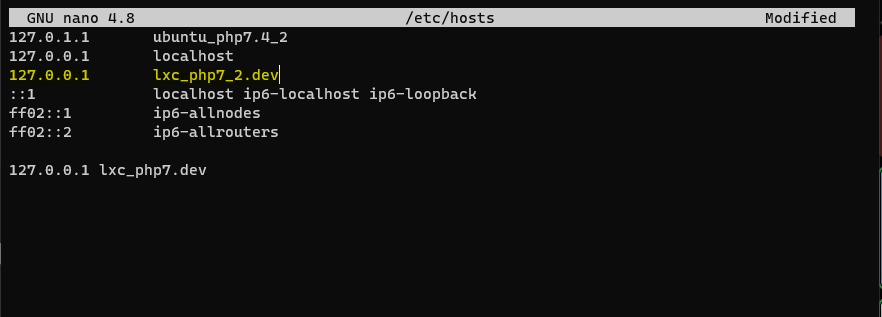 GNU nano 4.8 /etc/hosts Modified
127.0.1.1 ubuntu_php7.4_2
127.0.0.1 localhost
127.0.0.1 lxc_php7_2.dev
::1 localhost ip6-localhost ip6-loopback
ff02::1 ip6-allnodes
ff02::2 ip6-allrouters
127.0.0.1 lxc_php7.dev